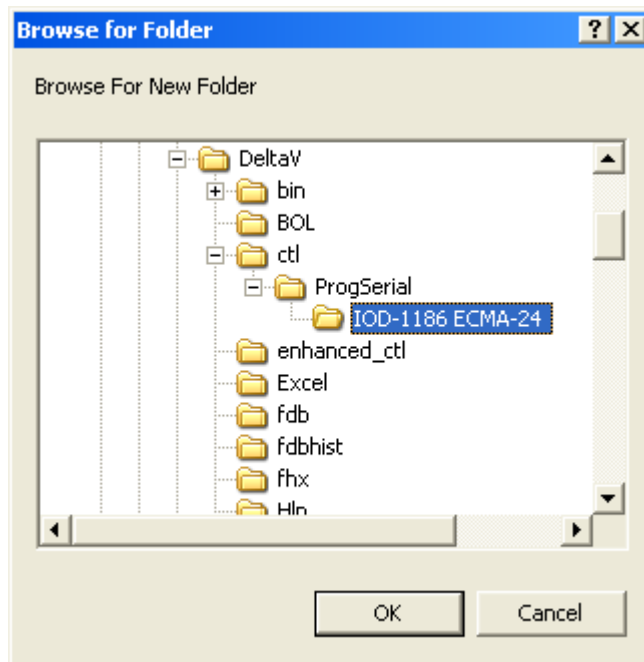 Browse for Folder
Browse For New Folder
DeltaV
bin
BOL
ctl
ProgSerial
IOD-1186 ECMA-24
enhanced_ctl
Excel
fdb
fdbhist
fhx
Hln
OK Cancel